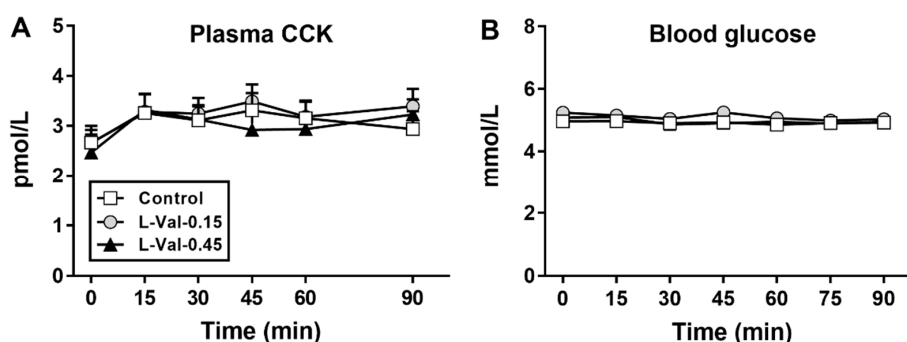 A
Plasma CCK
pmol/L
5
4
3
2
1
0
Control
L-Val-0.15
L-Val-0.45
0 15 30 45 60 90
Time (min)
B
Blood glucose
mmol/L
8
6
4
2
0
0 15 30 45 60 75 90
Time (min)